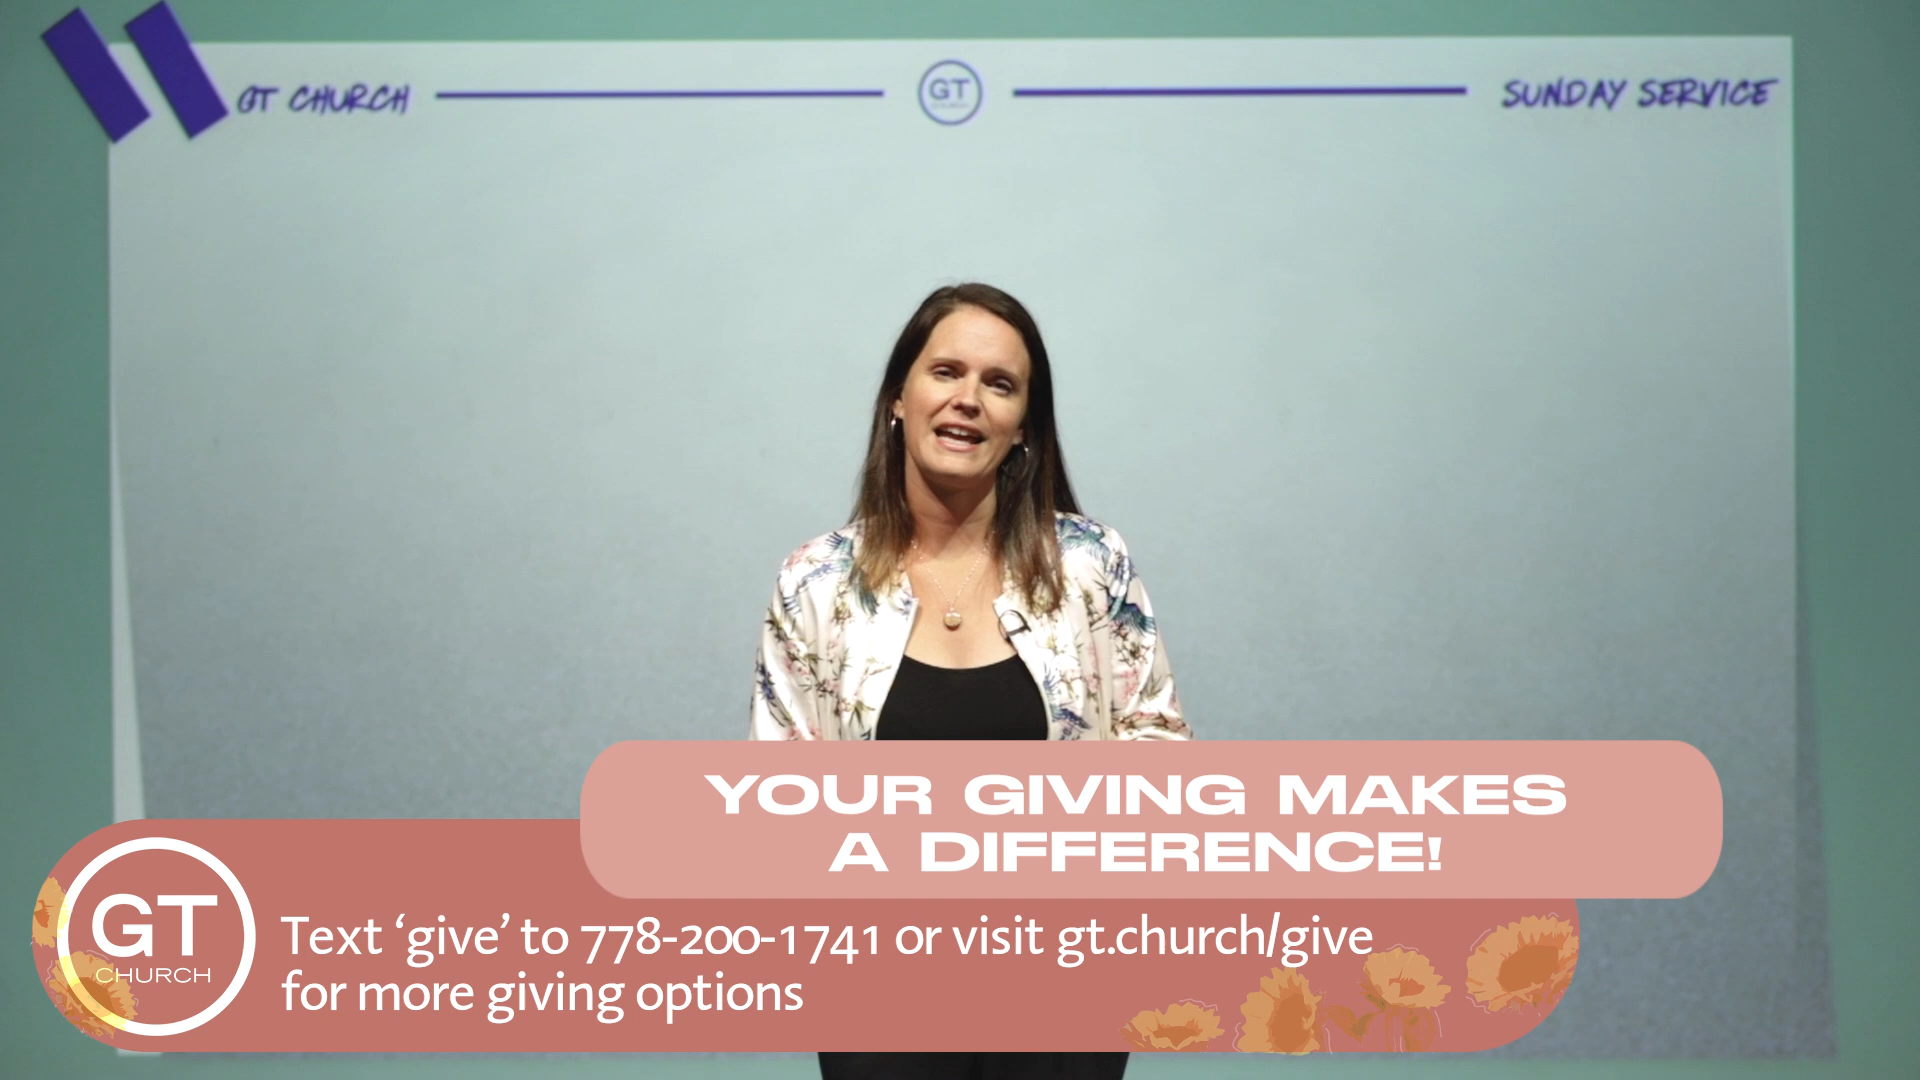 GT CHURCH
GT
SUNDAY SERVICE
YOUR GIVING MAKES
A DIFFERENCE!
GT
CHURCH
Text ‘give’ to 778-200-1741 or visit gt.church/give
for more giving options